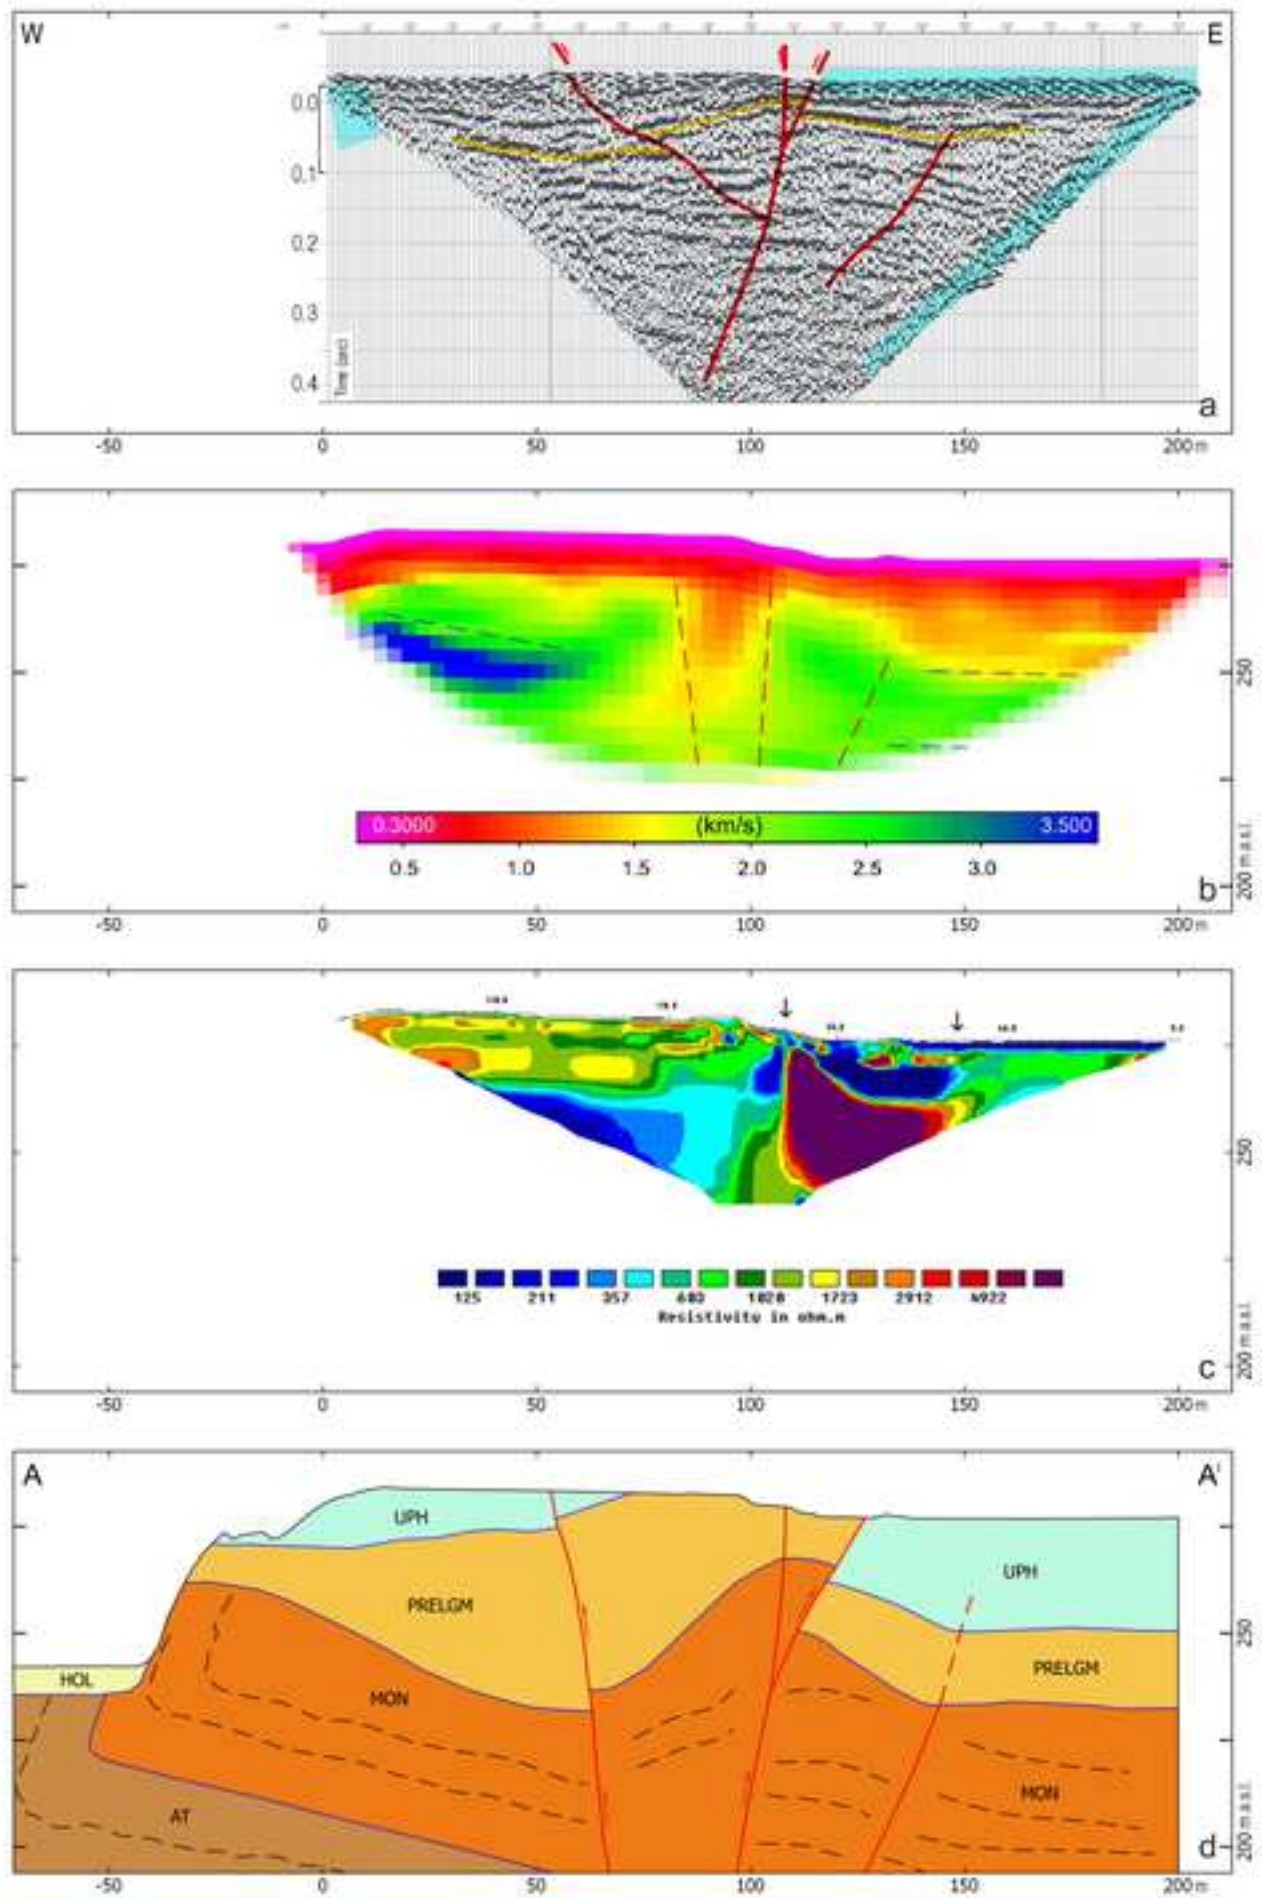 W E
0.0
0.1
0.2
0.3
0.4
Time (sec)
a
-50 0 50 100 150 200 m
250
0.3000 (km/s) 3.500
0.5 1.0 1.5 2.0 2.5 3.0
200 m a.s.l.
b
-50 0 50 100 150 200 m
250
125 211 357 603 1020 1723 2912 4922
Resistivity in ohm.m
200 m a.s.l.
c
-50 0 50 100 150 200 m
A A'
UPH
UPH
PRELGM
250
PRELGM
HOL
MON
MON
AT
200 m a.s.l.
d
-50 0 50 100 150 200 m